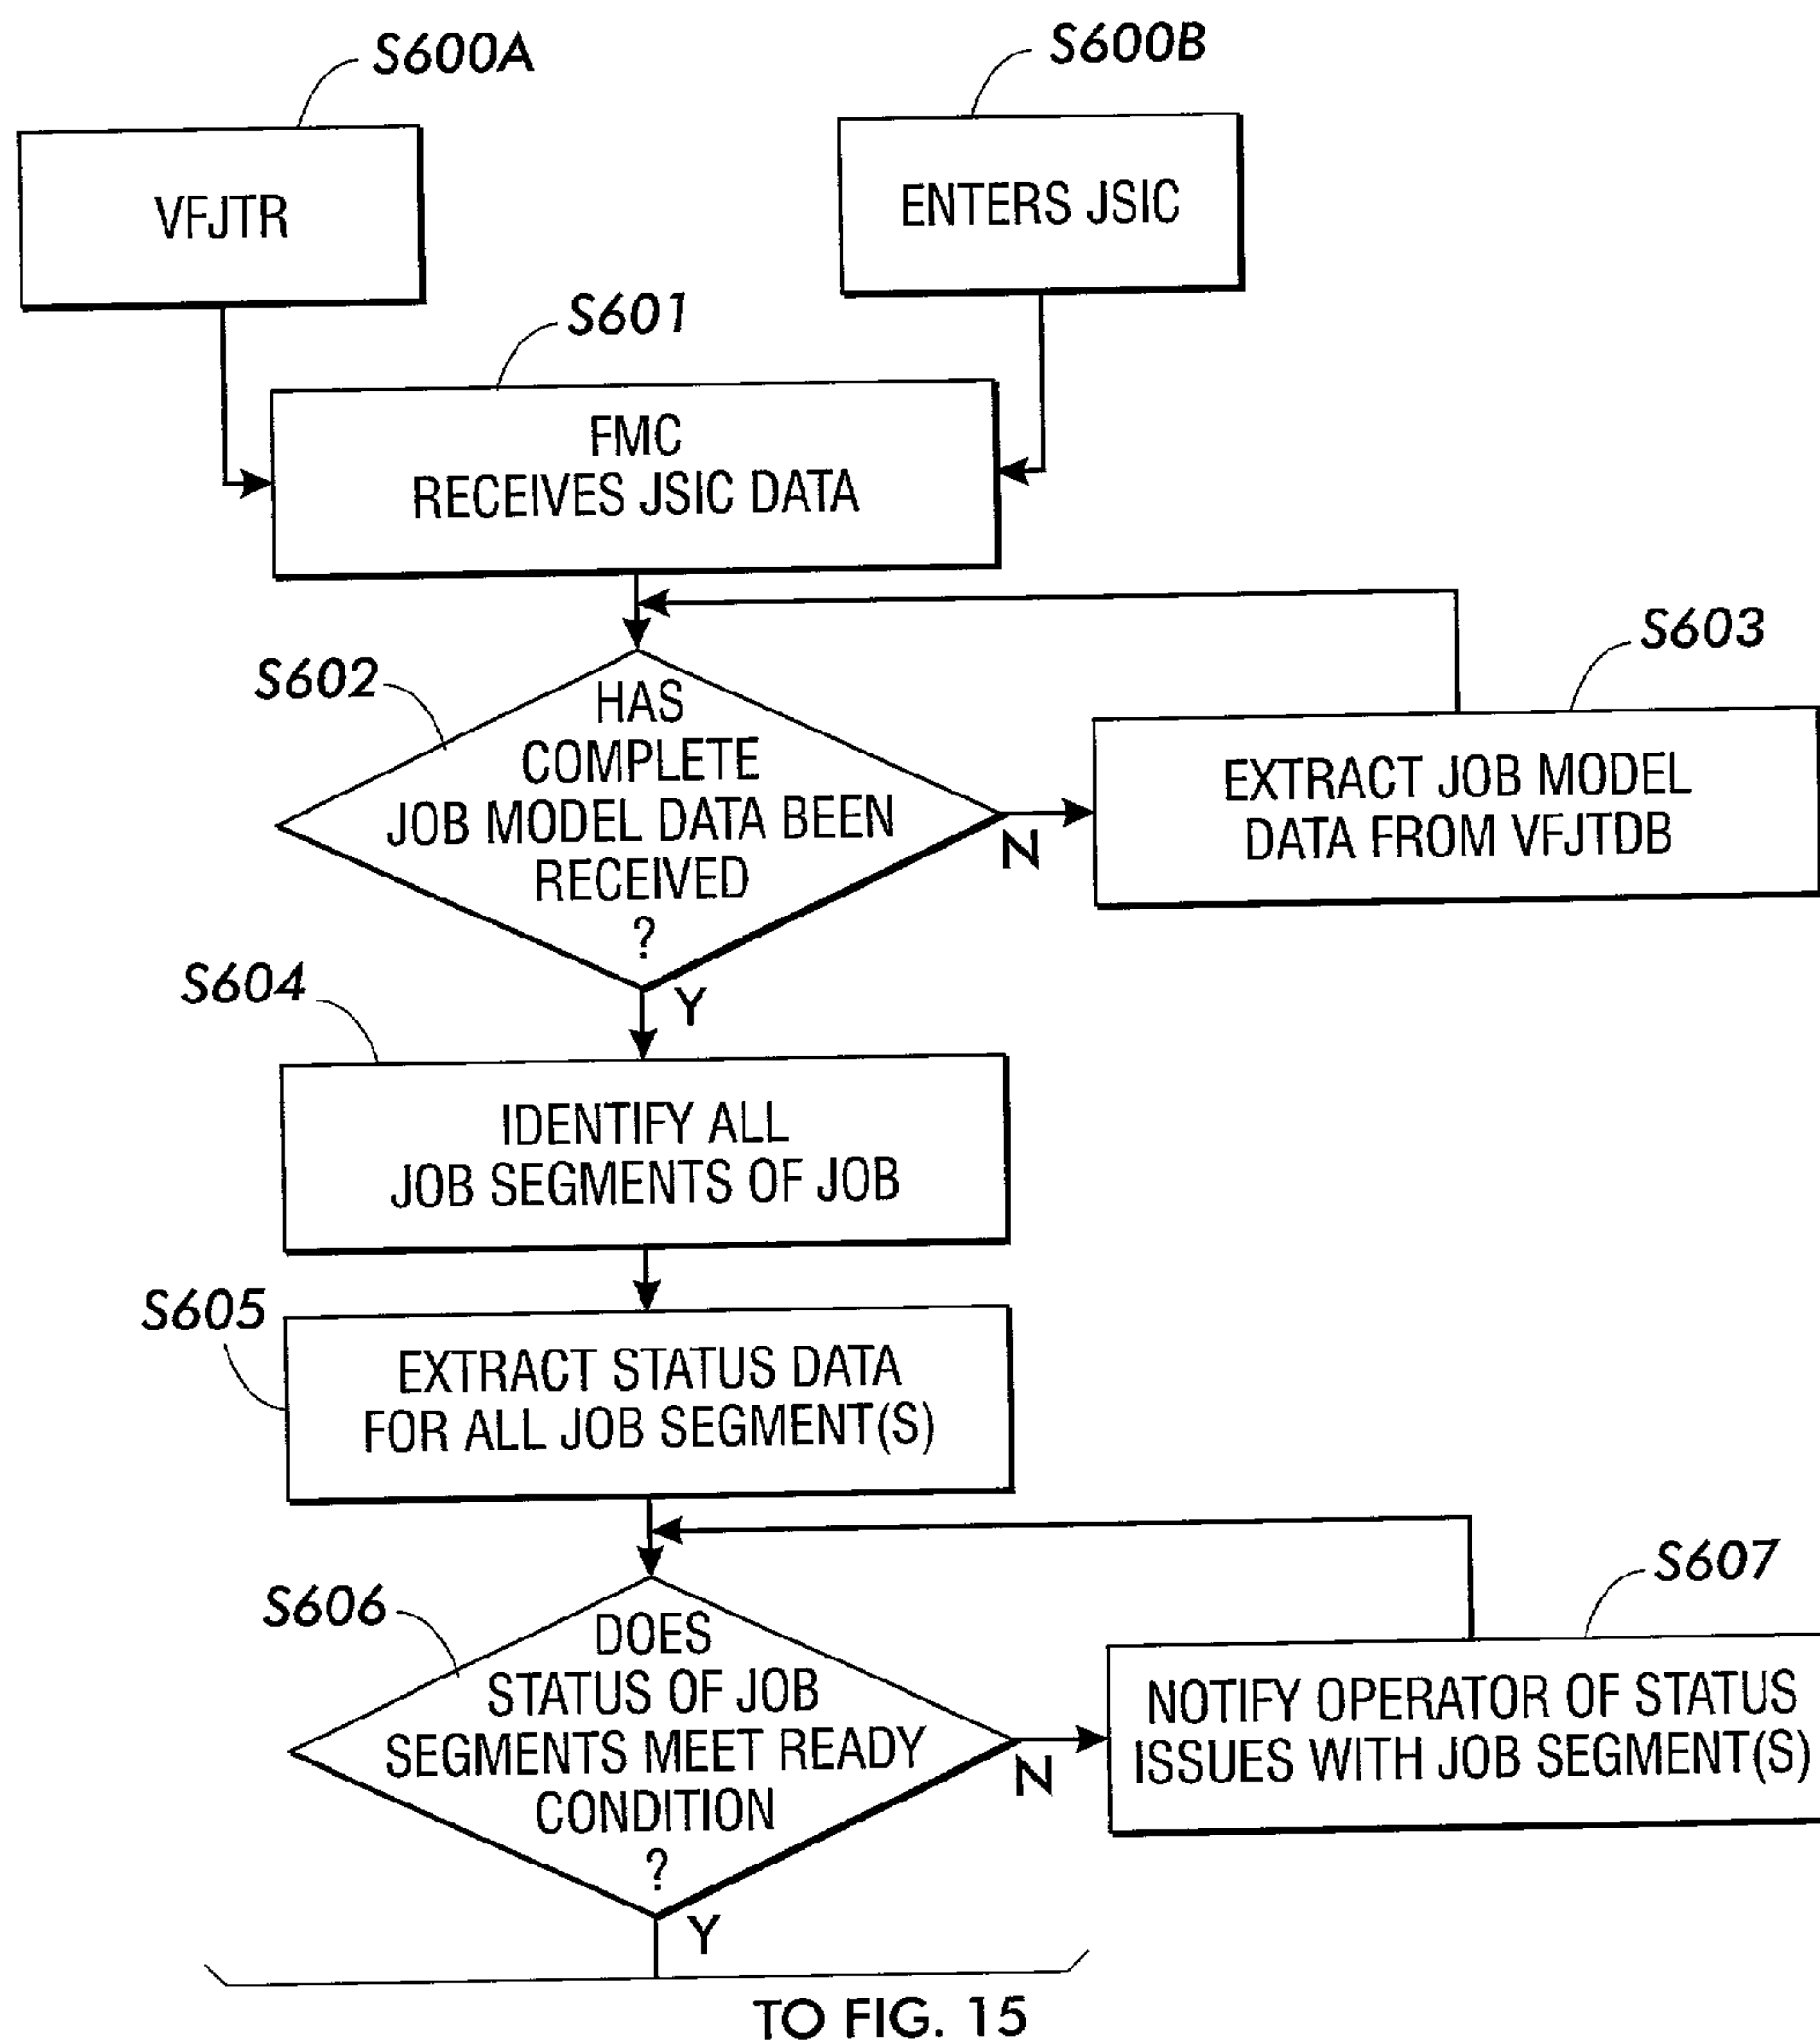 S600A
S600B
VFJTR
ENTERS JSIC
S601
FMC
RECEIVES JSIC DATA
S602
HAS
COMPLETE
JOB MODEL DATA BEEN
RECEIVED
?
N
S603
EXTRACT JOB MODEL
DATA FROM VFJTDB
Y
S604
IDENTIFY ALL
JOB SEGMENTS OF JOB
S605
EXTRACT STATUS DATA
FOR ALL JOB SEGMENT(S)
S606
DOES
STATUS OF JOB
SEGMENTS MEET READY
CONDITION
?
N
S607
NOTIFY OPERATOR OF STATUS
ISSUES WITH JOB SEGMENT(S)
Y
TO FIG. 15